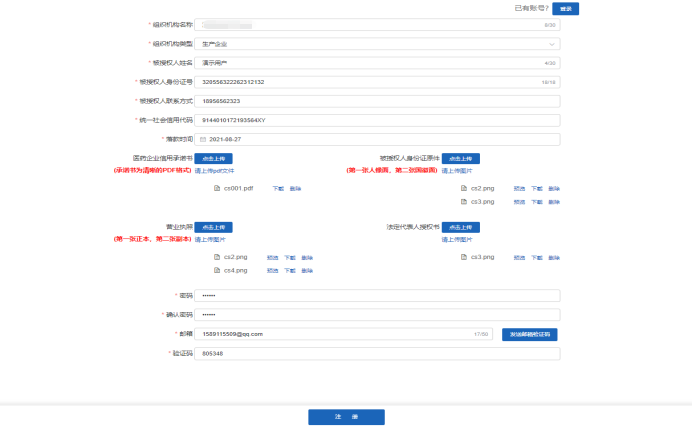 已有账号? 登录
* 组织机构名称 6/30
* 组织机构类型 生产企业
* 被授权人姓名 演示用户 4/30
* 被授权人身份证号 320556322262312132 18/18
* 被授权人联系方式 18956562323
* 统一社会信用代码 9144010172193564XY
* 落款时间 2021-08-27
医药企业信用承诺书 点击上传 被授权人身份证原件 点击上传
(承诺书为清晰的PDF格式) 请上传pdf文件 (第一张人像面，第二张国徽面) 请上传图片
cs001.pdf 下载 删除 cs2.png 预览 下载 删除
cs3.png 预览 下载 删除
营业执照 点击上传 法定代表人授权书 点击上传
(第一张正本，第二张副本) 请上传图片 请上传图片
cs2.png 预览 下载 删除 cs3.png 预览 下载 删除
cs4.png 预览 下载 删除
* 密码 ••••••
* 确认密码 ••••••
* 邮箱 1589115509@qq.com 17/50 发送邮箱验证码
* 验证码 805348
注 册